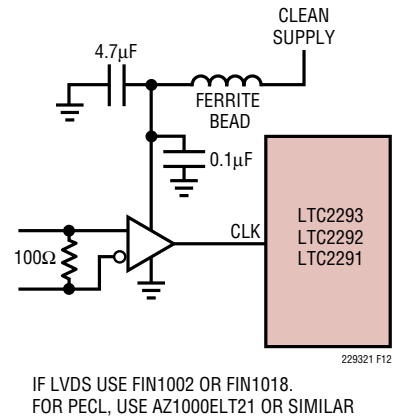 CLEAN
SUPPLY
4.7μF
FERRITE
BEAD
0.1μF
100Ω
CLK
LTC2293
LTC2292
LTC2291
229321 F12
IF LVDS USE FIN1002 OR FIN1018.
FOR PECL, USE AZ1000ELT21 OR SIMILAR